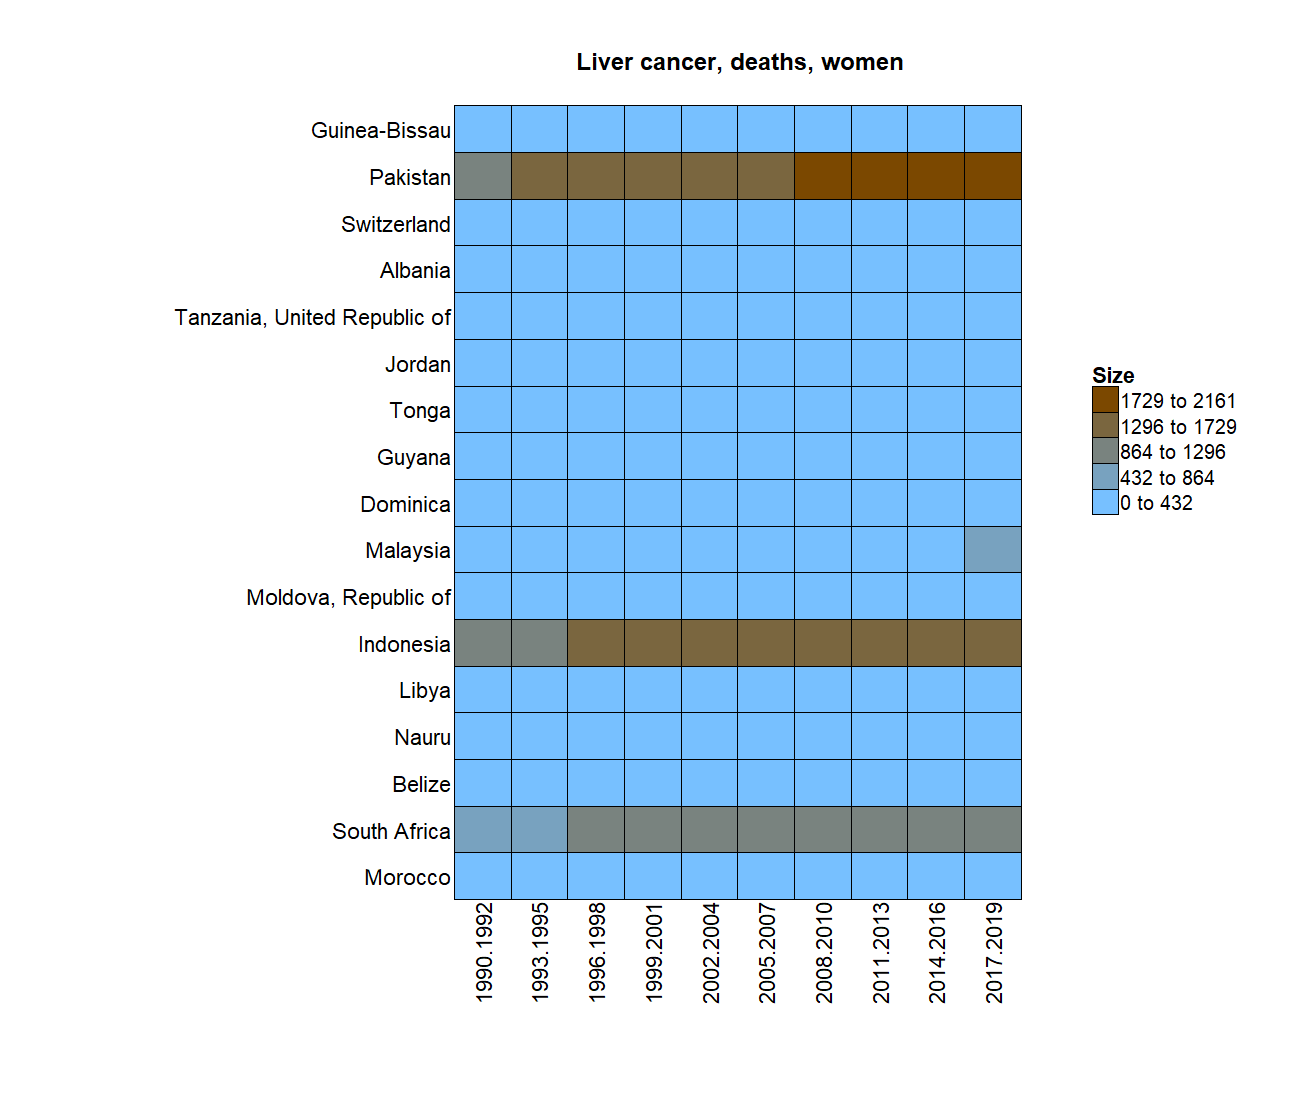 Liver cancer, deaths, women
Guinea-Bissau
Pakistan
Switzerland
Albania
Tanzania, United Republic of
Jordan
Tonga
Guyana
Dominica
Malaysia
Moldova, Republic of
Indonesia
Libya
Nauru
Belize
South Africa
Morocco
1990.1992
1993.1995
1996.1998
1999.2001
2002.2004
2005.2007
2008.2010
2011.2013
2014.2016
2017.2019
Size
1729 to 2161
1296 to 1729
864 to 1296
432 to 864
0 to 432